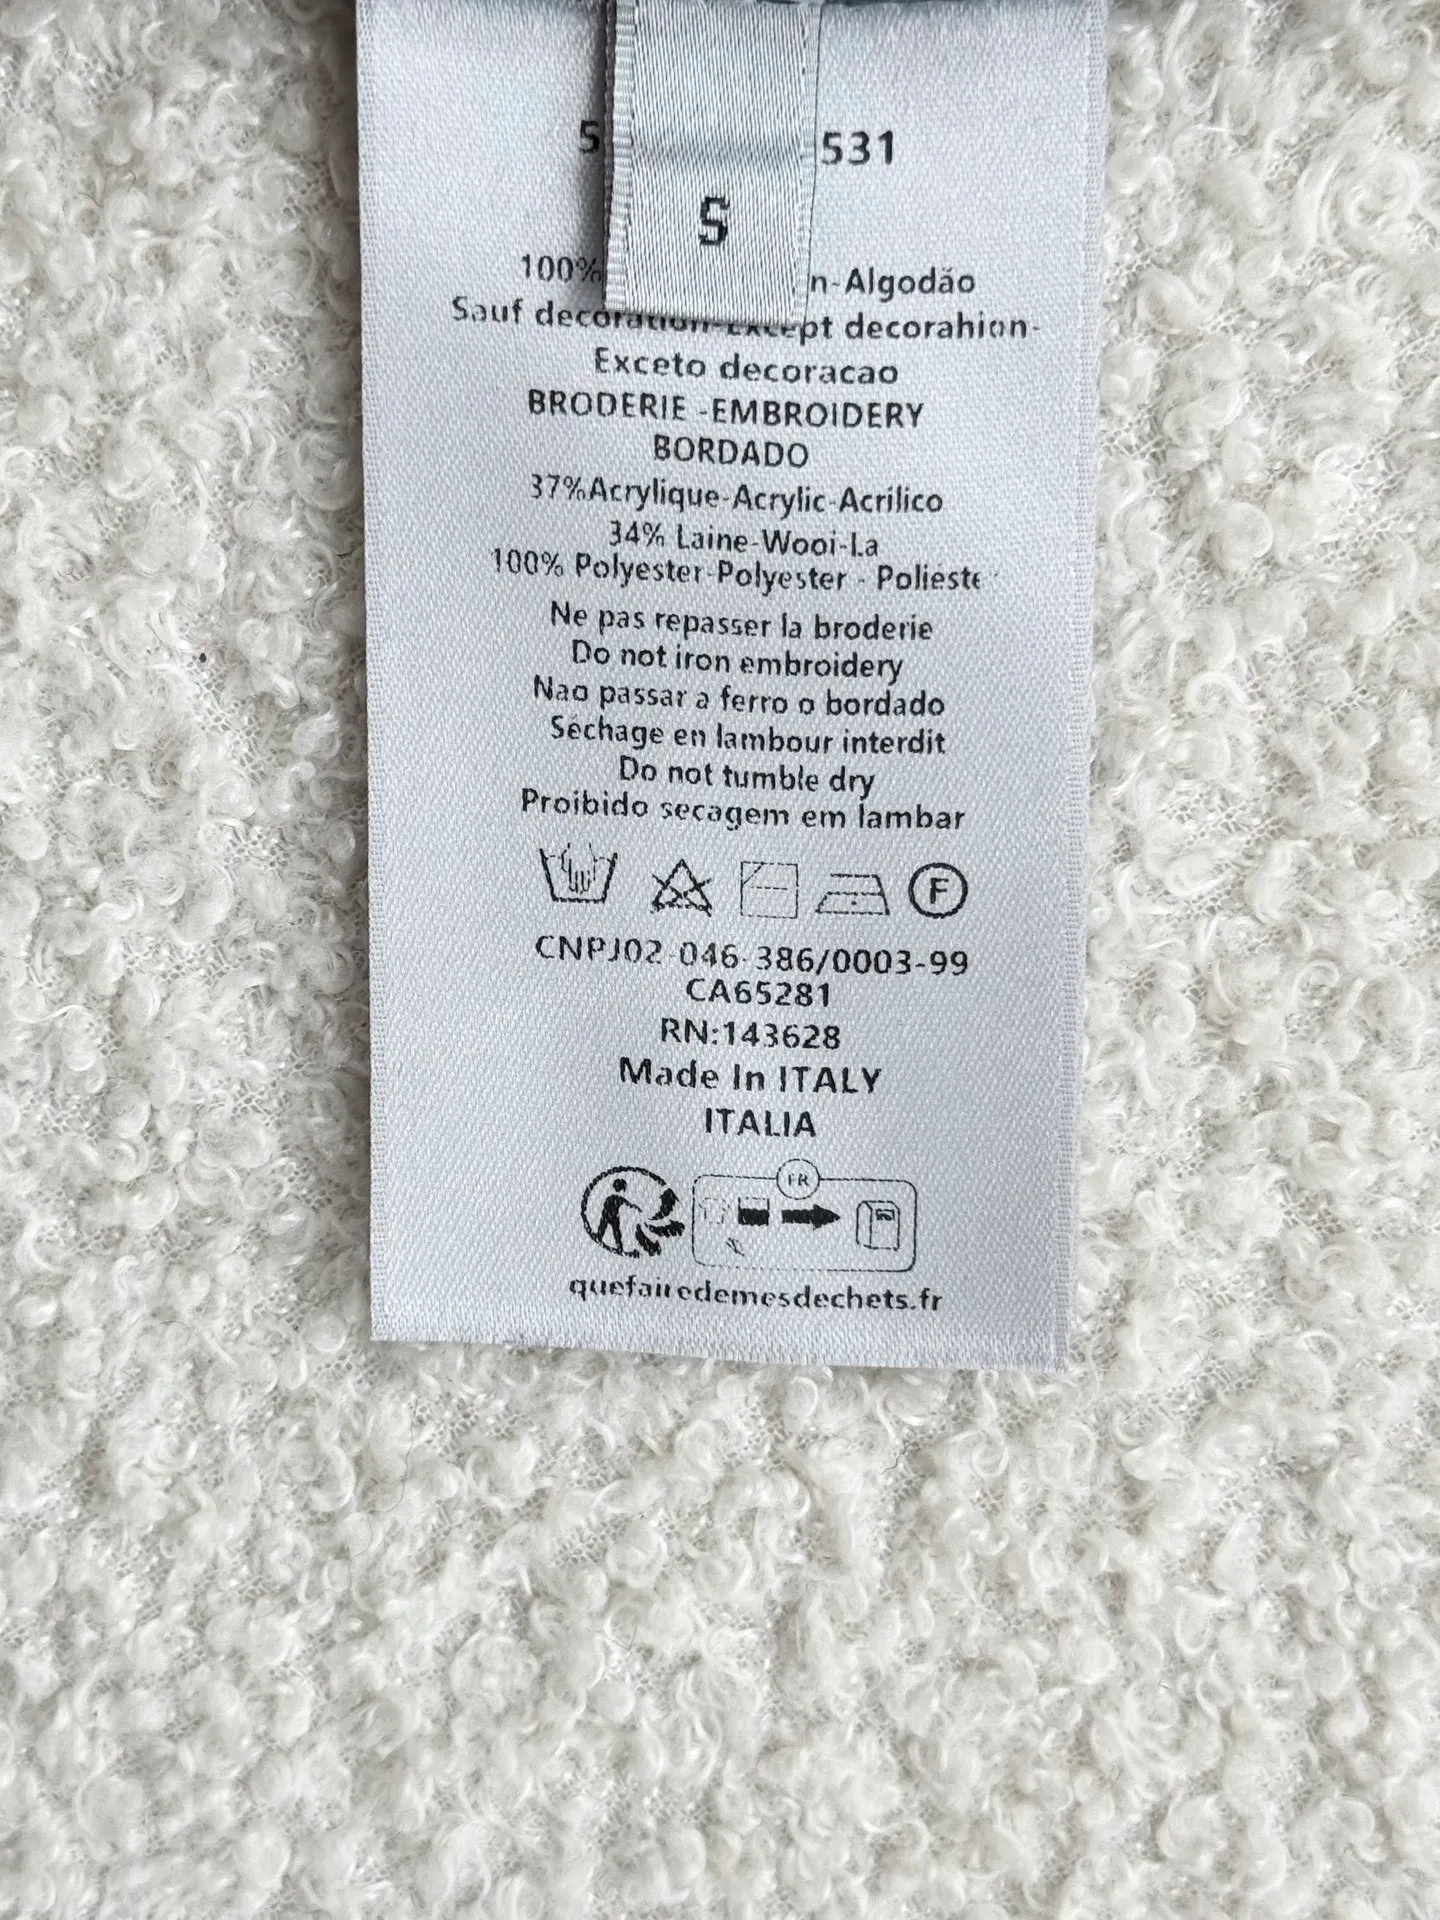 5 531
S
100% n-Algodão
Sauf decoration-Except decorahion-
Exceto decoracao
BRODERIE -EMBROIDERY
BORDADO
37%Acrylique-Acrylic-Acrilico
34% Laine-Wooi-La
100% Polyester-Polyester - Polieste
Ne pas repasser la broderie
Do not iron embroidery
Nao passar a ferro o bordado
Séchage en lambour interdit
Do not tumble dry
Proibido secagem em lambar
F
CNPJ02-046-386/0003-99
CA65281
RN:143628
Made In ITALY
ITALIA
FR
quefairedemesdechets.fr